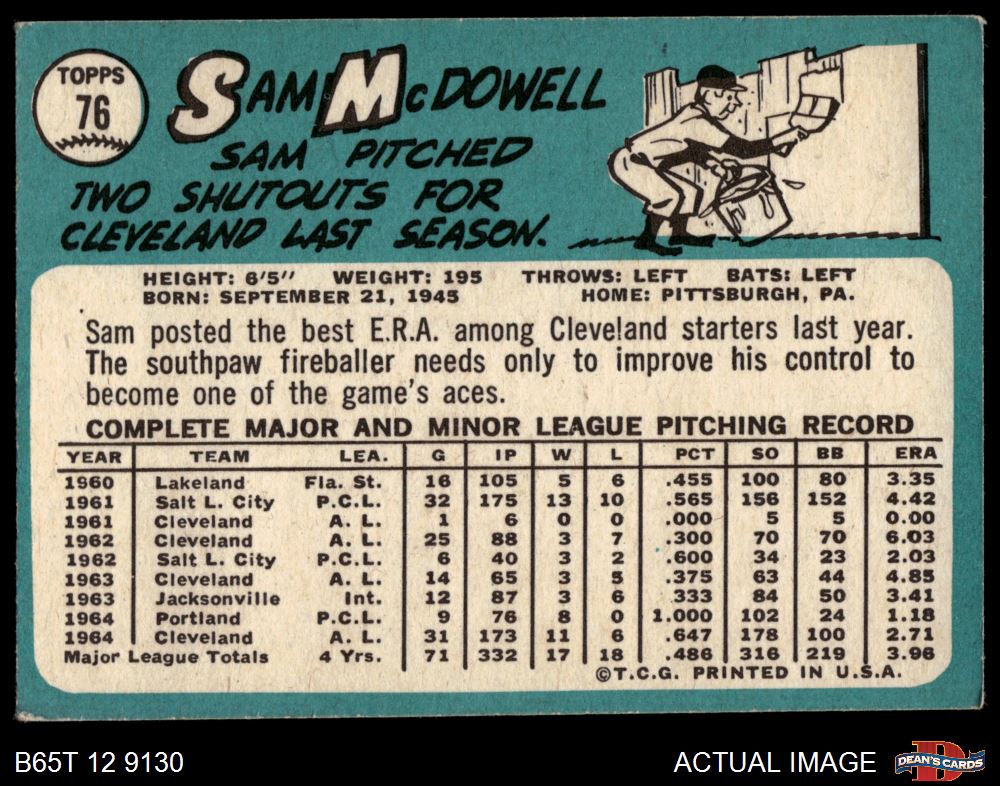 TOPPS
76
SAM McDOWELL
SAM PITCHED
TWO SHUTOUTS FOR
CLEVELAND LAST SEASON.
HEIGHT: 6'5" WEIGHT: 195 THROWS: LEFT BATS: LEFT
BORN: SEPTEMBER 21, 1945 HOME: PITTSBURGH, PA.
Sam posted the best E.R.A. among Cleveland starters last year.
The southpaw fireballer needs only to improve his control to
become one of the game's aces.
COMPLETE MAJOR AND MINOR LEAGUE PITCHING RECORD
YEAR TEAM LEA. G IP W L PCT SO BB ERA
1960 Lakeland Fla. St. 16 105 5 6 .455 100 80 3.35
1961 Salt L. City P.C.L. 32 175 13 10 .565 156 152 4.42
1961 Cleveland A. L. 1 6 0 0 .000 5 5 0.00
1962 Cleveland A. L. 25 88 3 7 .300 70 70 6.03
1962 Salt L. City P.C.L. 6 40 3 2 .600 34 23 2.03
1963 Cleveland A. L. 14 65 3 5 .375 63 44 4.85
1963 Jacksonville Int. 12 87 3 6 .333 84 50 3.41
1964 Portland P.C.L. 9 76 8 0 1.000 102 24 1.18
1964 Cleveland A. L. 31 173 11 6 .647 178 100 2.71
Major League Totals 4 Yrs. 71 332 17 18 .486 316 219 3.96
©T.C.G. PRINTED IN U.S.A.
B65T 12 9130 ACTUAL IMAGE
DEAN'S CARDS